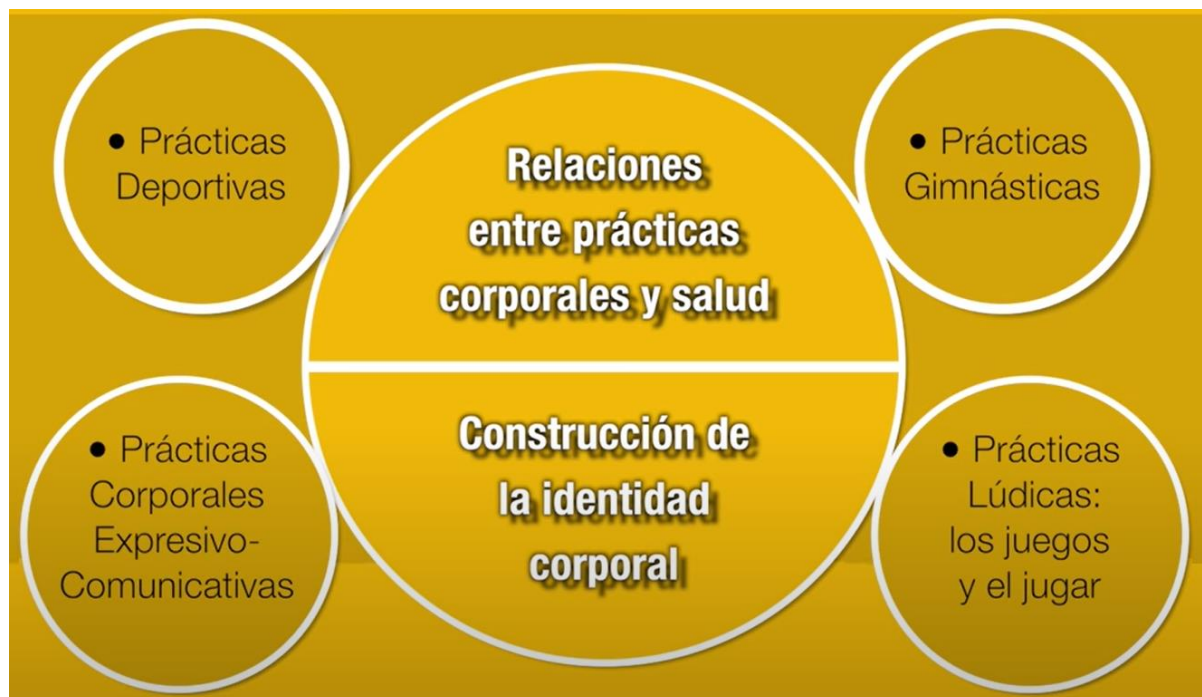 • Prácticas
Deportivas
Relaciones
entre prácticas
corporales y salud
• Prácticas
Gimnásticas
• Prácticas
Corporales
Expresivo-
Comunicativas
Construcción de
la identidad
corporal
• Prácticas
Lúdicas:
los juegos
y el jugar